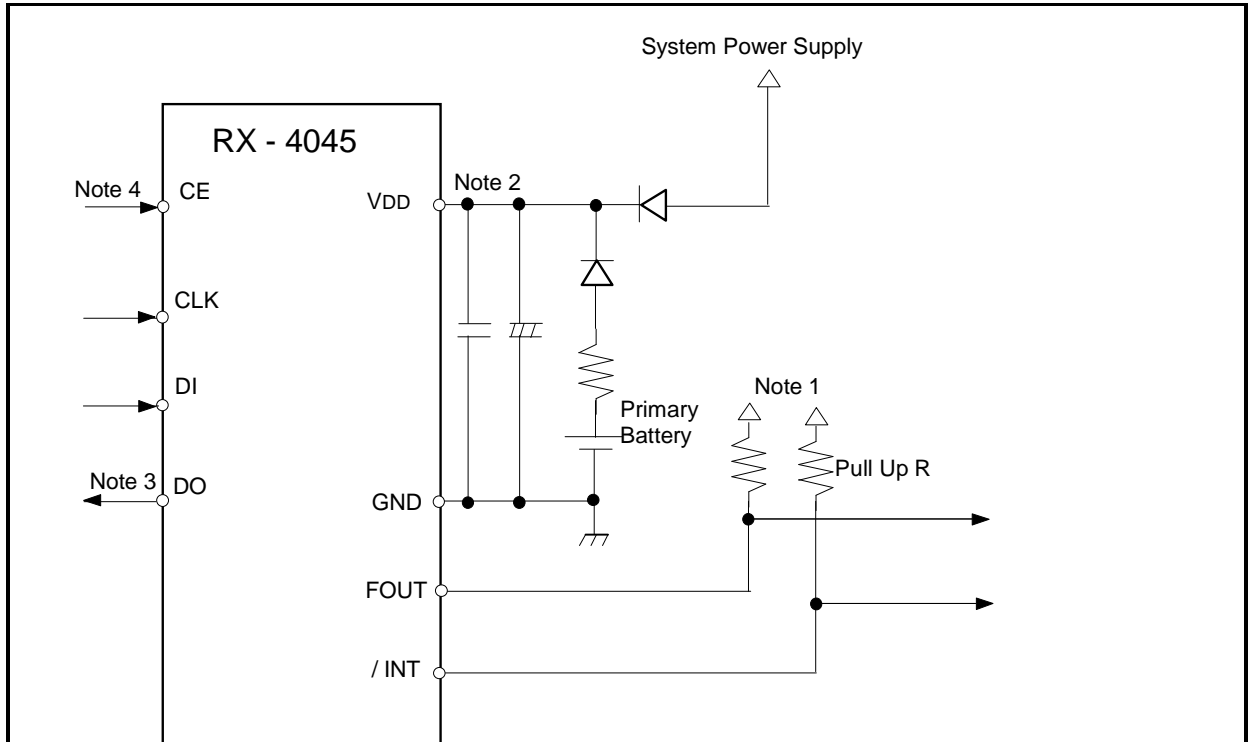 System Power Supply
RX - 4045
Note 4
CE
VDD
Note 2
CLK
DI
Primary
Battery
Note 1
Pull Up R
Note 3
DO
GND
FOUT
/ INT